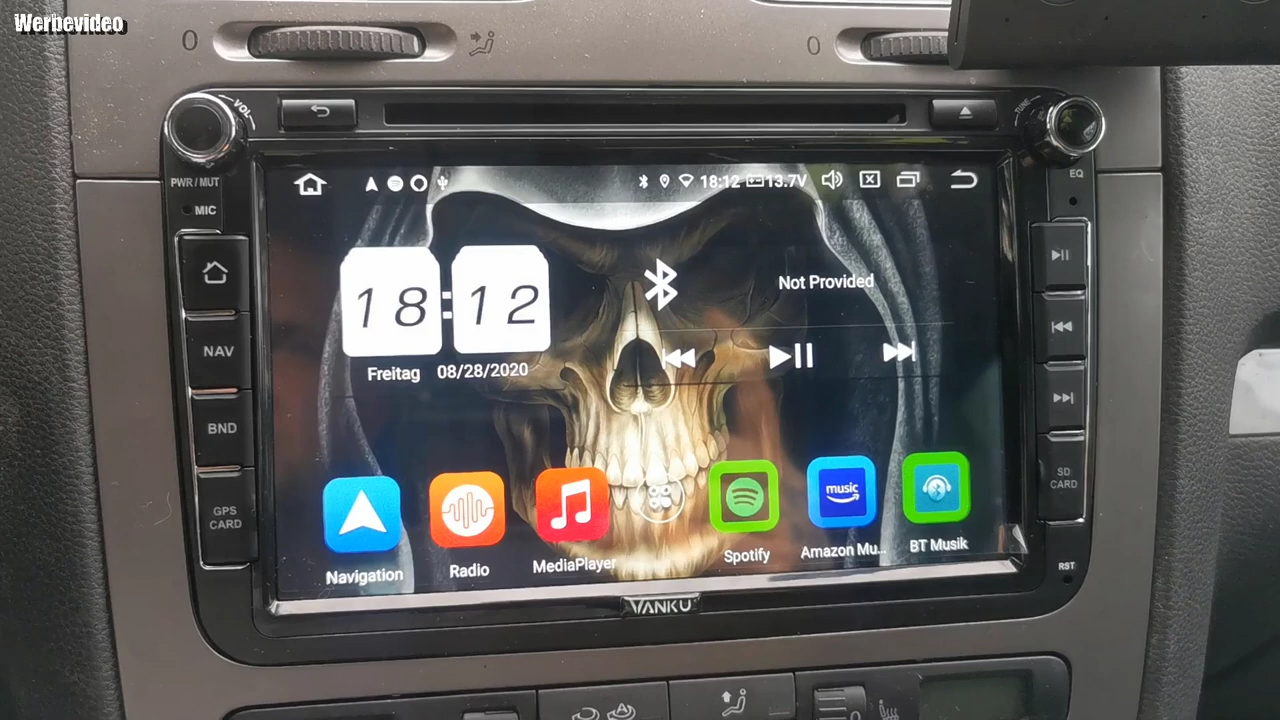 Werbevideo
0
0
VOL
TUNE
PWR/MUT
MIC
EQ
18:12
13.7V
NAV
BND
GPS
CARD
SD
CARD
RST
18:12
Freitag 08/28/2020
Not Provided
Navigation
Radio
MediaPlayer
Spotify
music
Amazon Mu...
BT Musik
VANKU